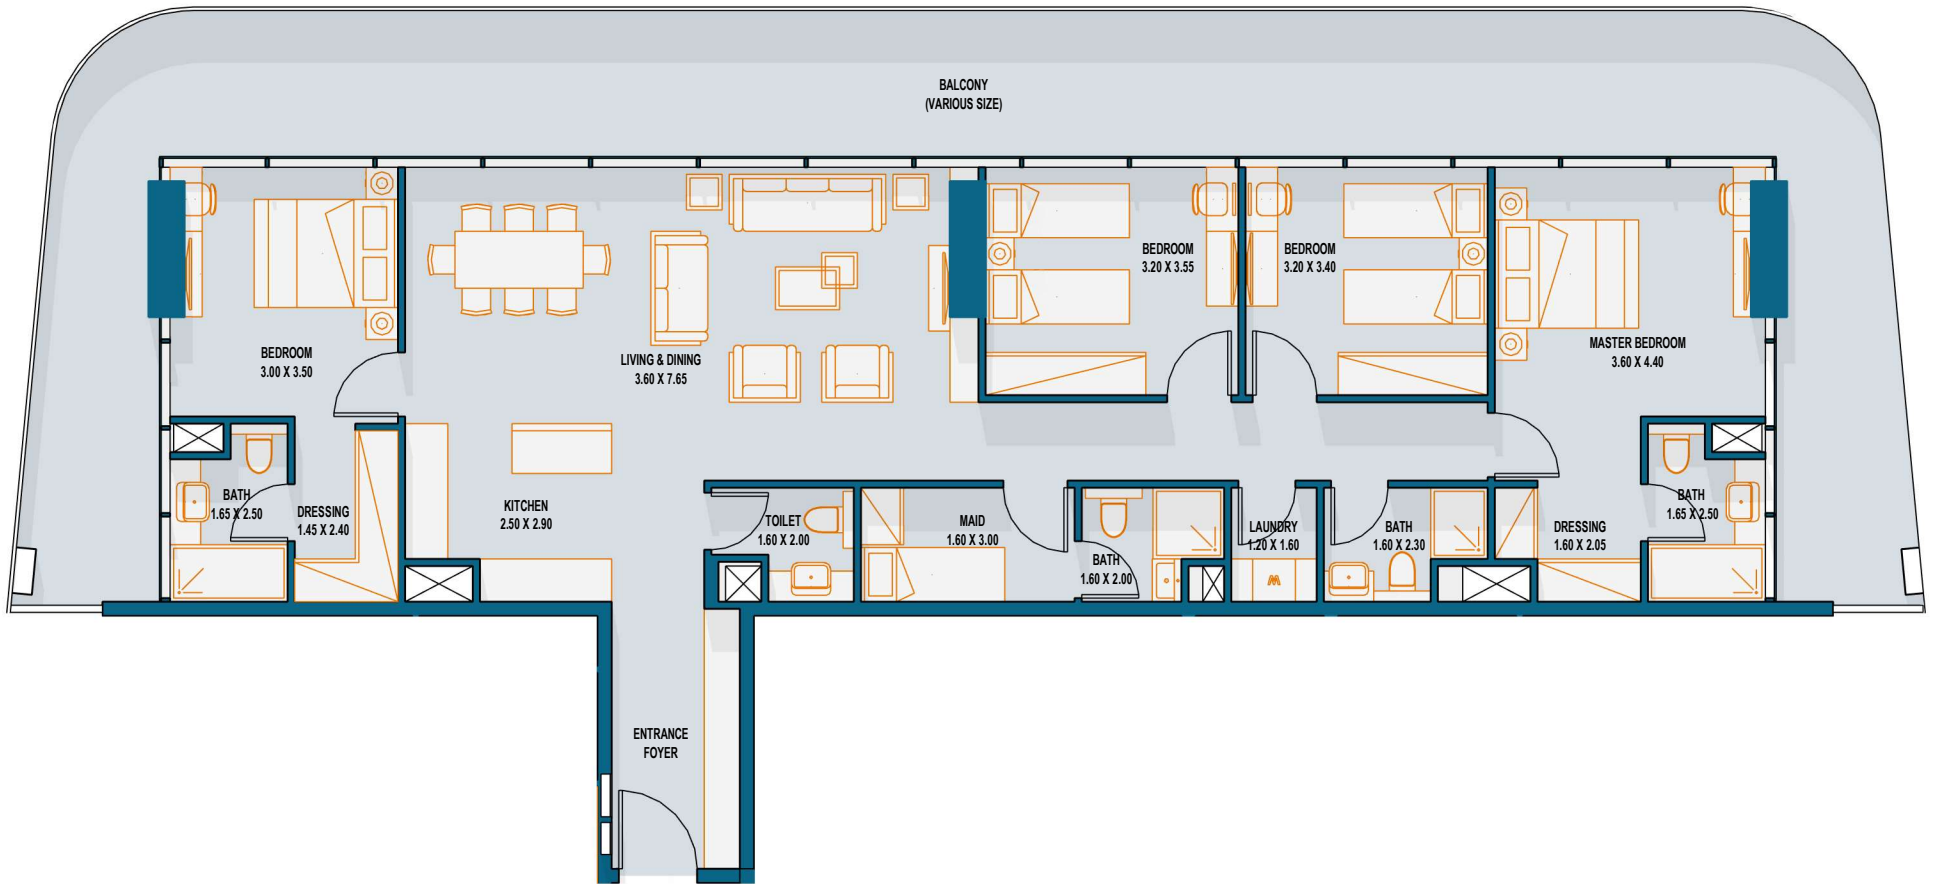 BALCONY
(VARIOUS SIZE)
BEDROOM
3.00 X 3.50
LIVING & DINING
3.60 X 7.65
BEDROOM
3.20 X 3.55
BEDROOM
3.20 X 3.40
MASTER BEDROOM
3.60 X 4.40
BATH
1.65 X 2.50
DRESSING
1.45 X 2.40
KITCHEN
2.50 X 2.90
TOILET
1.60 X 2.00
MAID
1.60 X 3.00
BATH
1.60 X 2.00
LAUNDRY
1.20 X 1.60
BATH
1.60 X 2.30
DRESSING
1.60 X 2.05
BATH
1.65 X 2.50
W
ENTRANCE
FOYER